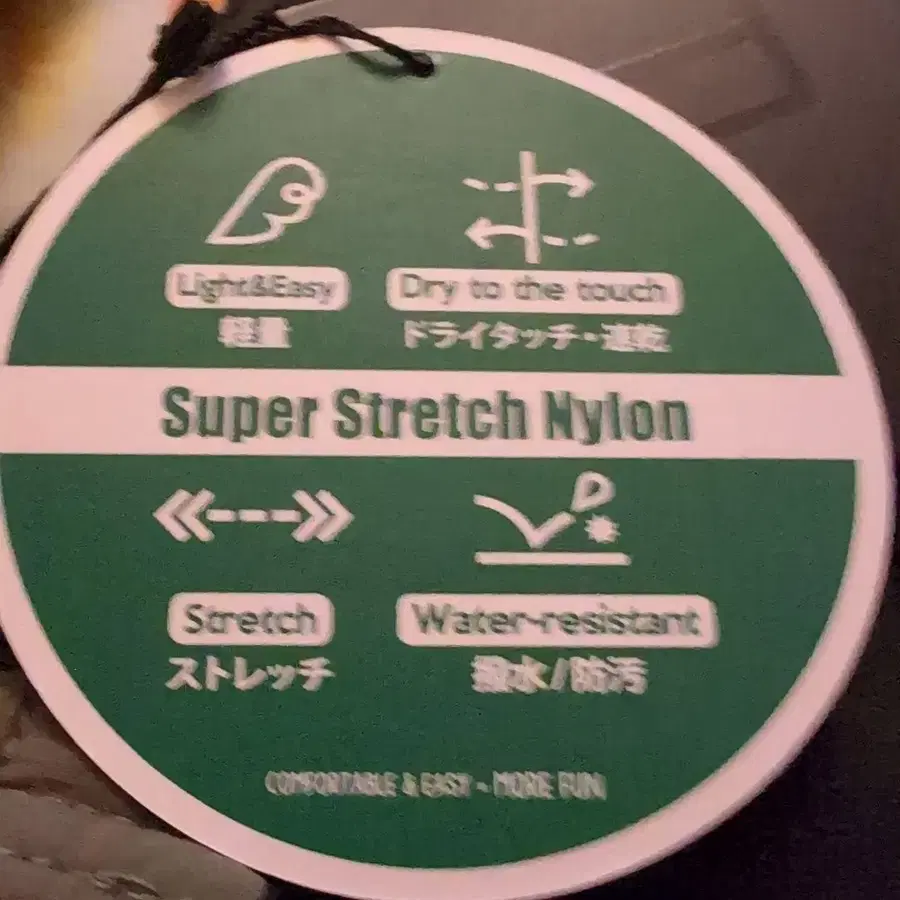 Light&Easy
Dry to the touch
軽量
ドライタッチ・速乾
Super Stretch Nylon
Stretch
Water-resistant
ストレッチ
撥水/防汚
COMFORTABLE & EASY - MORE FUN